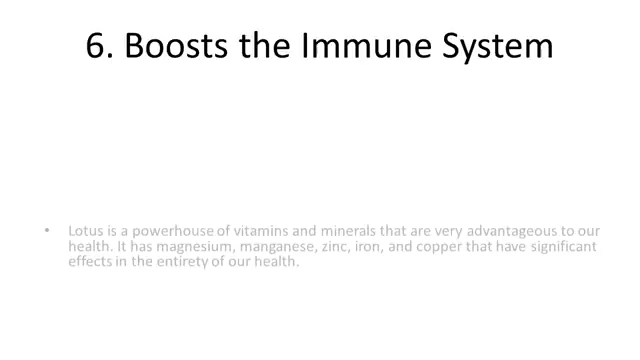 6. Boosts the Immune System
• Lotus is a powerhouse of vitamins and minerals that are very advantageous to our
health. It has magnesium, manganese, zinc, iron, and copper that have significant
effects in the entirety of our health.